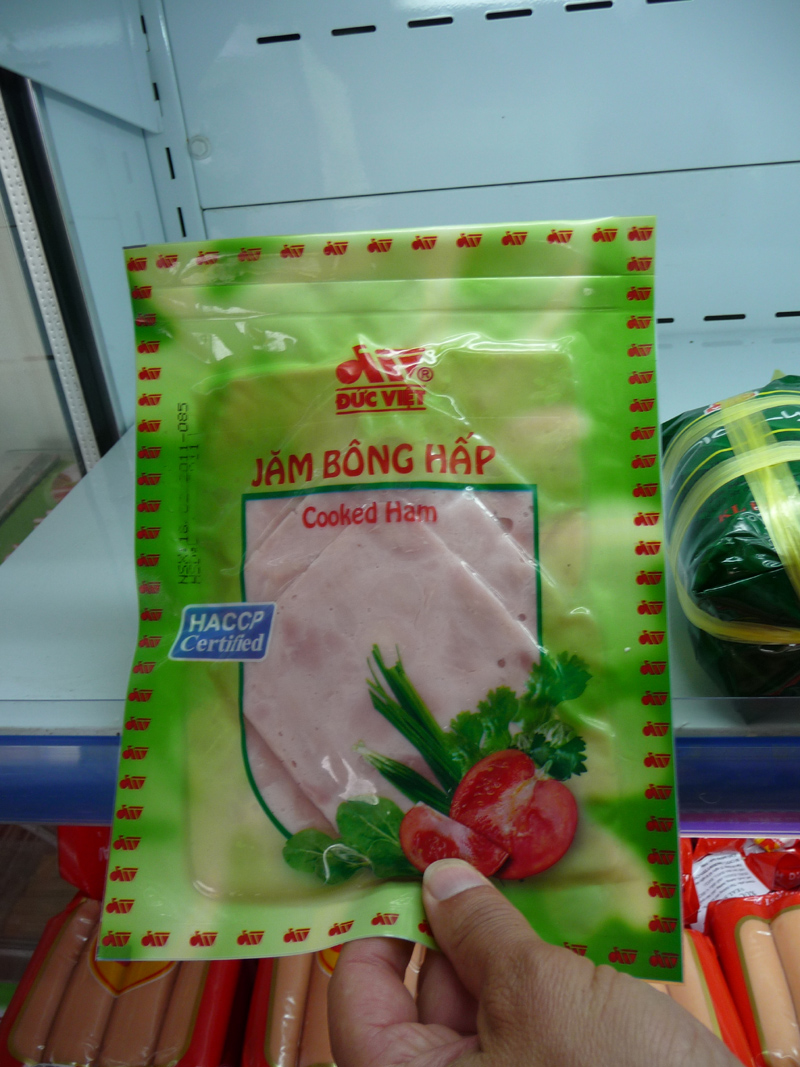 ĐỨC VIỆT
®
JĂM BÔNG HẤP
Cooked Ham
HACCP
Certified